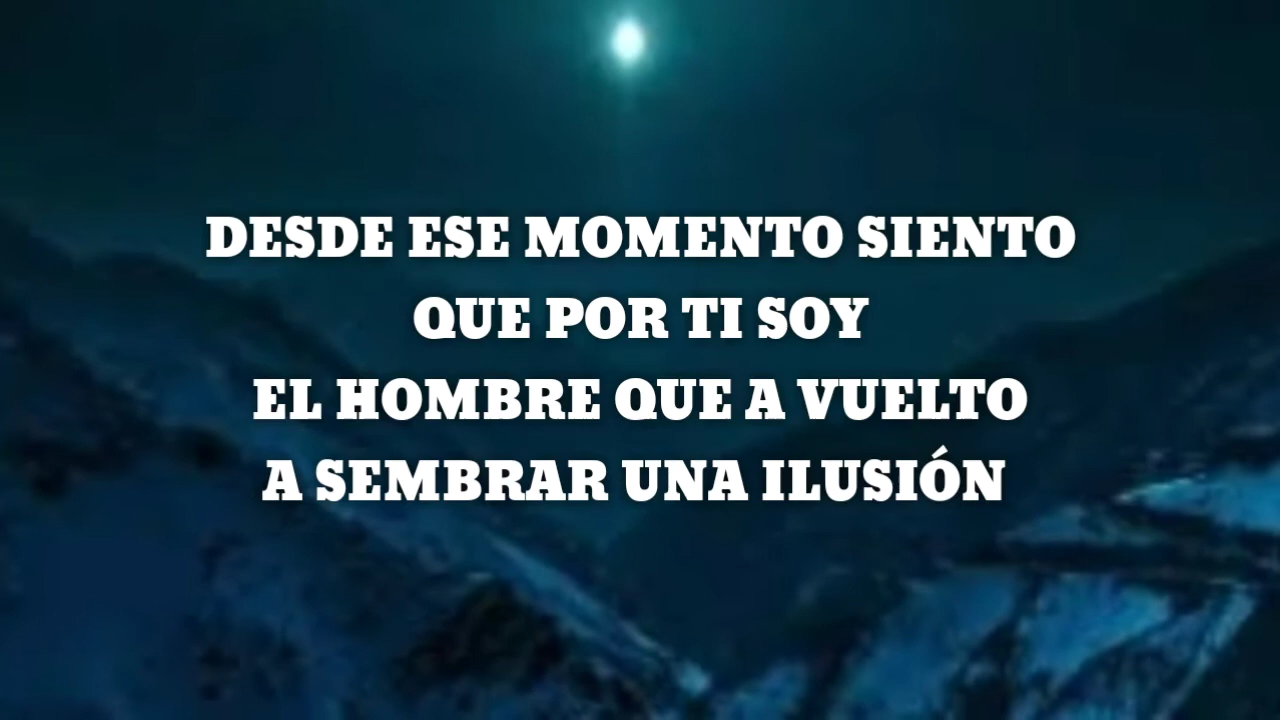 DESDE ESE MOMENTO SIENTO
QUE POR TI SOY
EL HOMBRE QUE A VUELTO
A SEMBRAR UNA ILUSIÓN